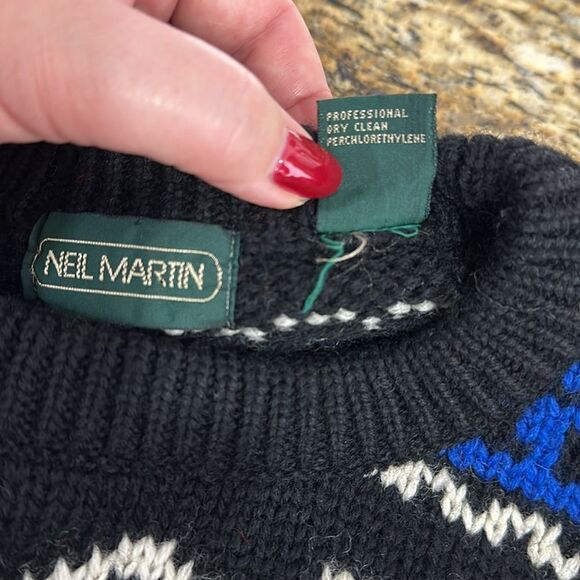 PROFESSIONAL
DRY CLEAN
PERCHLORETHYLENE
NEIL MARTIN